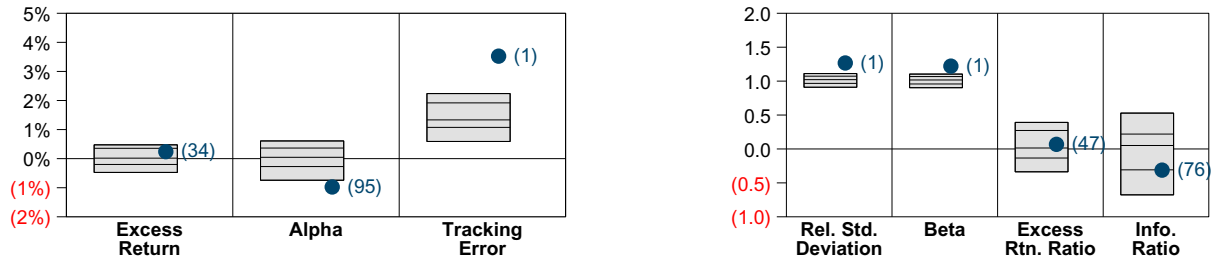 5%
4%
3%
2%
1%
0%
(1%)
(2%)
(34)
(95)
(1)
Excess
Return
Alpha
Tracking
Error
2.0
1.5
1.0
0.5
0.0
(0.5)
(1.0)
(1)
(1)
(47)
(76)
Rel. Std.
Deviation
Beta
Excess
Rtn. Ratio
Info.
Ratio